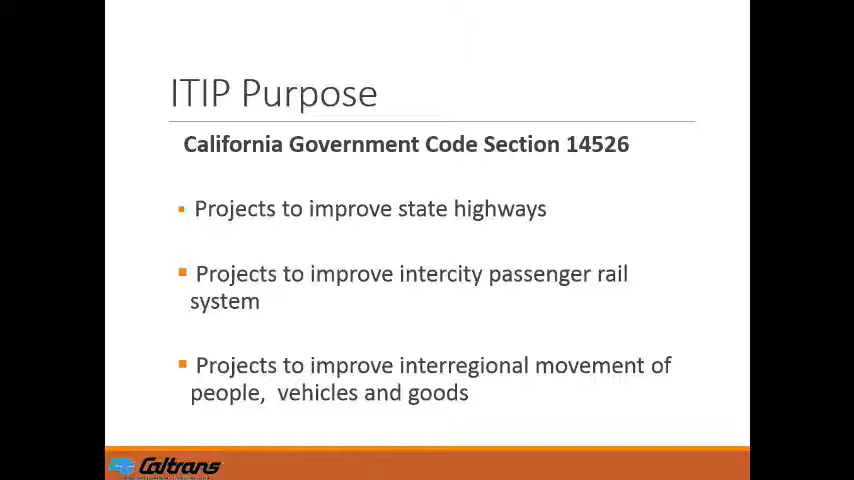 ITIP Purpose
California Government Code Section 14526
Projects to improve state highways
Projects to improve intercity passenger rail
system
Projects to improve interregional movement of
people, vehicles and goods
Caltrans